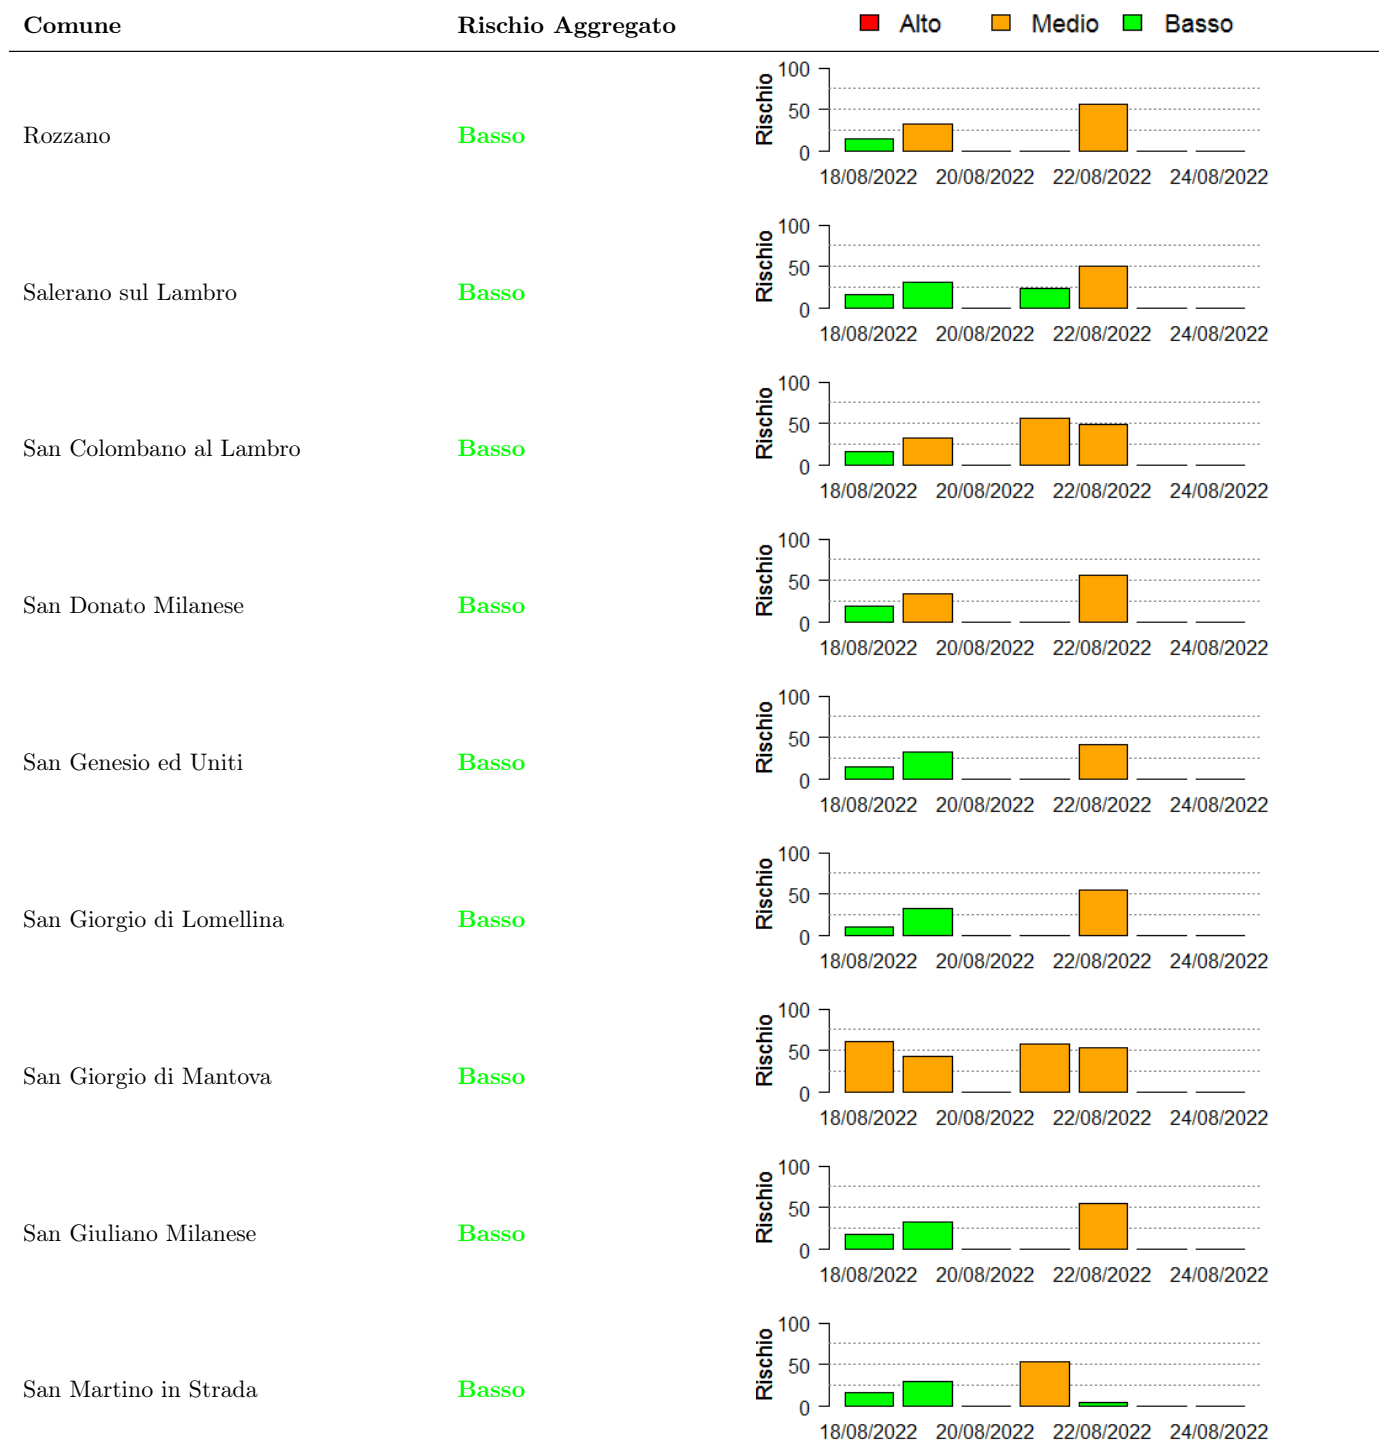 Comune Rischio Aggregato Alto Medio Basso
100
50
0
Rischio
Rozzano Basso
18/08/2022 20/08/2022 22/08/2022 24/08/2022
100
50
0
Rischio
Salerano sul Lambro Basso
18/08/2022 20/08/2022 22/08/2022 24/08/2022
100
50
0
Rischio
San Colombano al Lambro Basso
18/08/2022 20/08/2022 22/08/2022 24/08/2022
100
50
0
Rischio
San Donato Milanese Basso
18/08/2022 20/08/2022 22/08/2022 24/08/2022
100
50
0
Rischio
San Genesio ed Uniti Basso
18/08/2022 20/08/2022 22/08/2022 24/08/2022
100
50
0
Rischio
San Giorgio di Lomellina Basso
18/08/2022 20/08/2022 22/08/2022 24/08/2022
100
50
0
Rischio
San Giorgio di Mantova Basso
18/08/2022 20/08/2022 22/08/2022 24/08/2022
100
50
0
Rischio
San Giuliano Milanese Basso
18/08/2022 20/08/2022 22/08/2022 24/08/2022
100
50
0
Rischio
San Martino in Strada Basso
18/08/2022 20/08/2022 22/08/2022 24/08/2022